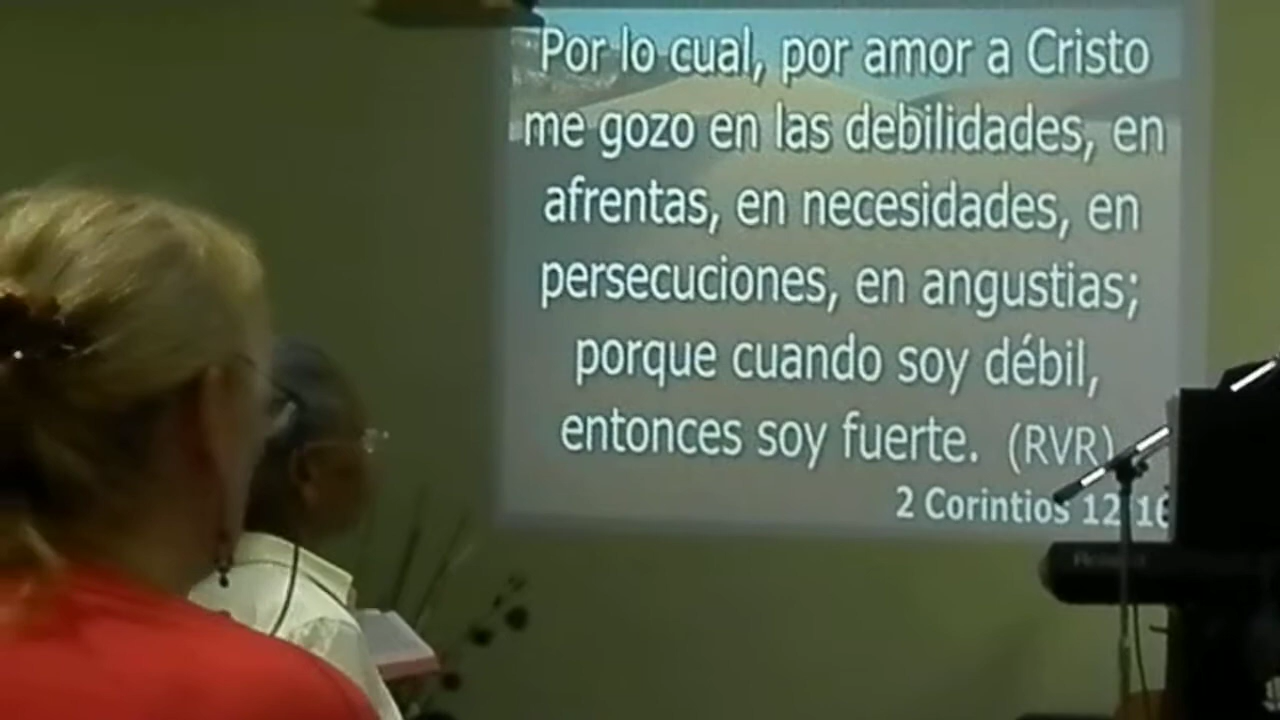 Por lo cual, por amor a Cristo
me gozo en las debilidades, en
afrentas, en necesidades, en
persecuciones, en angustias;
porque cuando soy débil,
entonces soy fuerte. (RVR)
2 Corintios 12
Roland